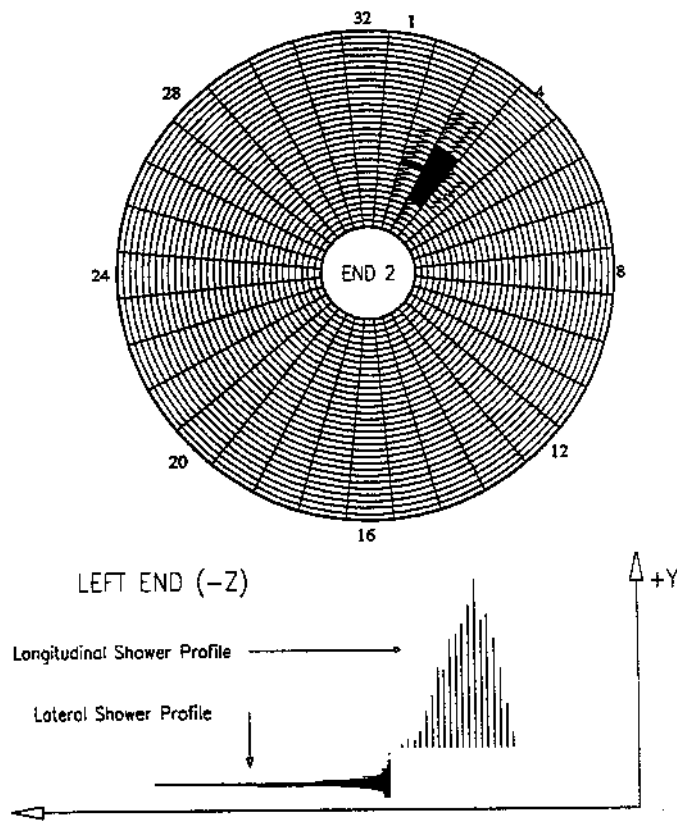 32 1
28
4
END 2
24
8
20
12
16
LEFT END (-Z)
+Y
Longitudinal Shower Profile
Lateral Shower Profile